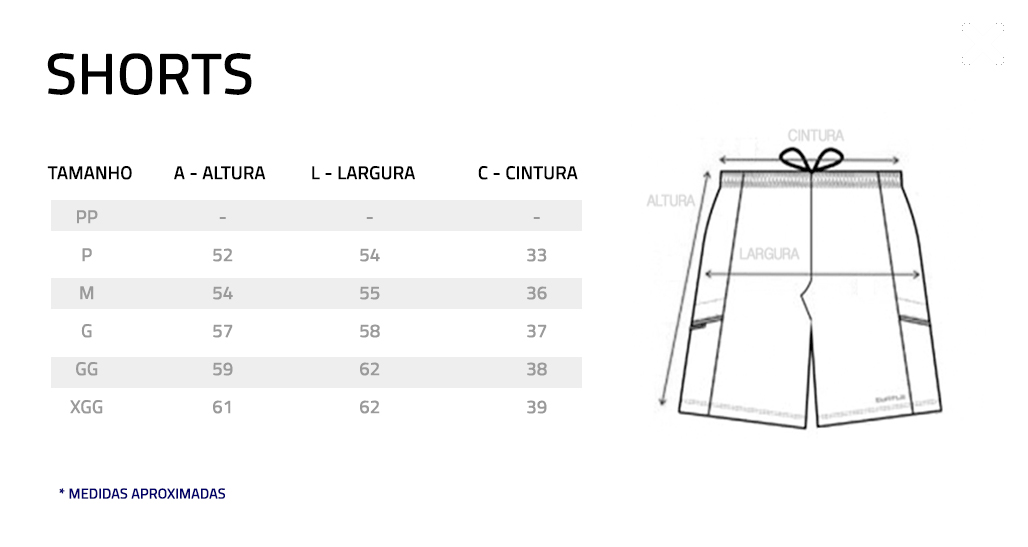 SHORTS
TAMANHO A - ALTURA L - LARGURA C - CINTURA
PP - - -
P 52 54 33
M 54 55 36
G 57 58 37
GG 59 62 38
XGG 61 62 39
* MEDIDAS APROXIMADAS
CINTURA
ALTURA
LARGURA